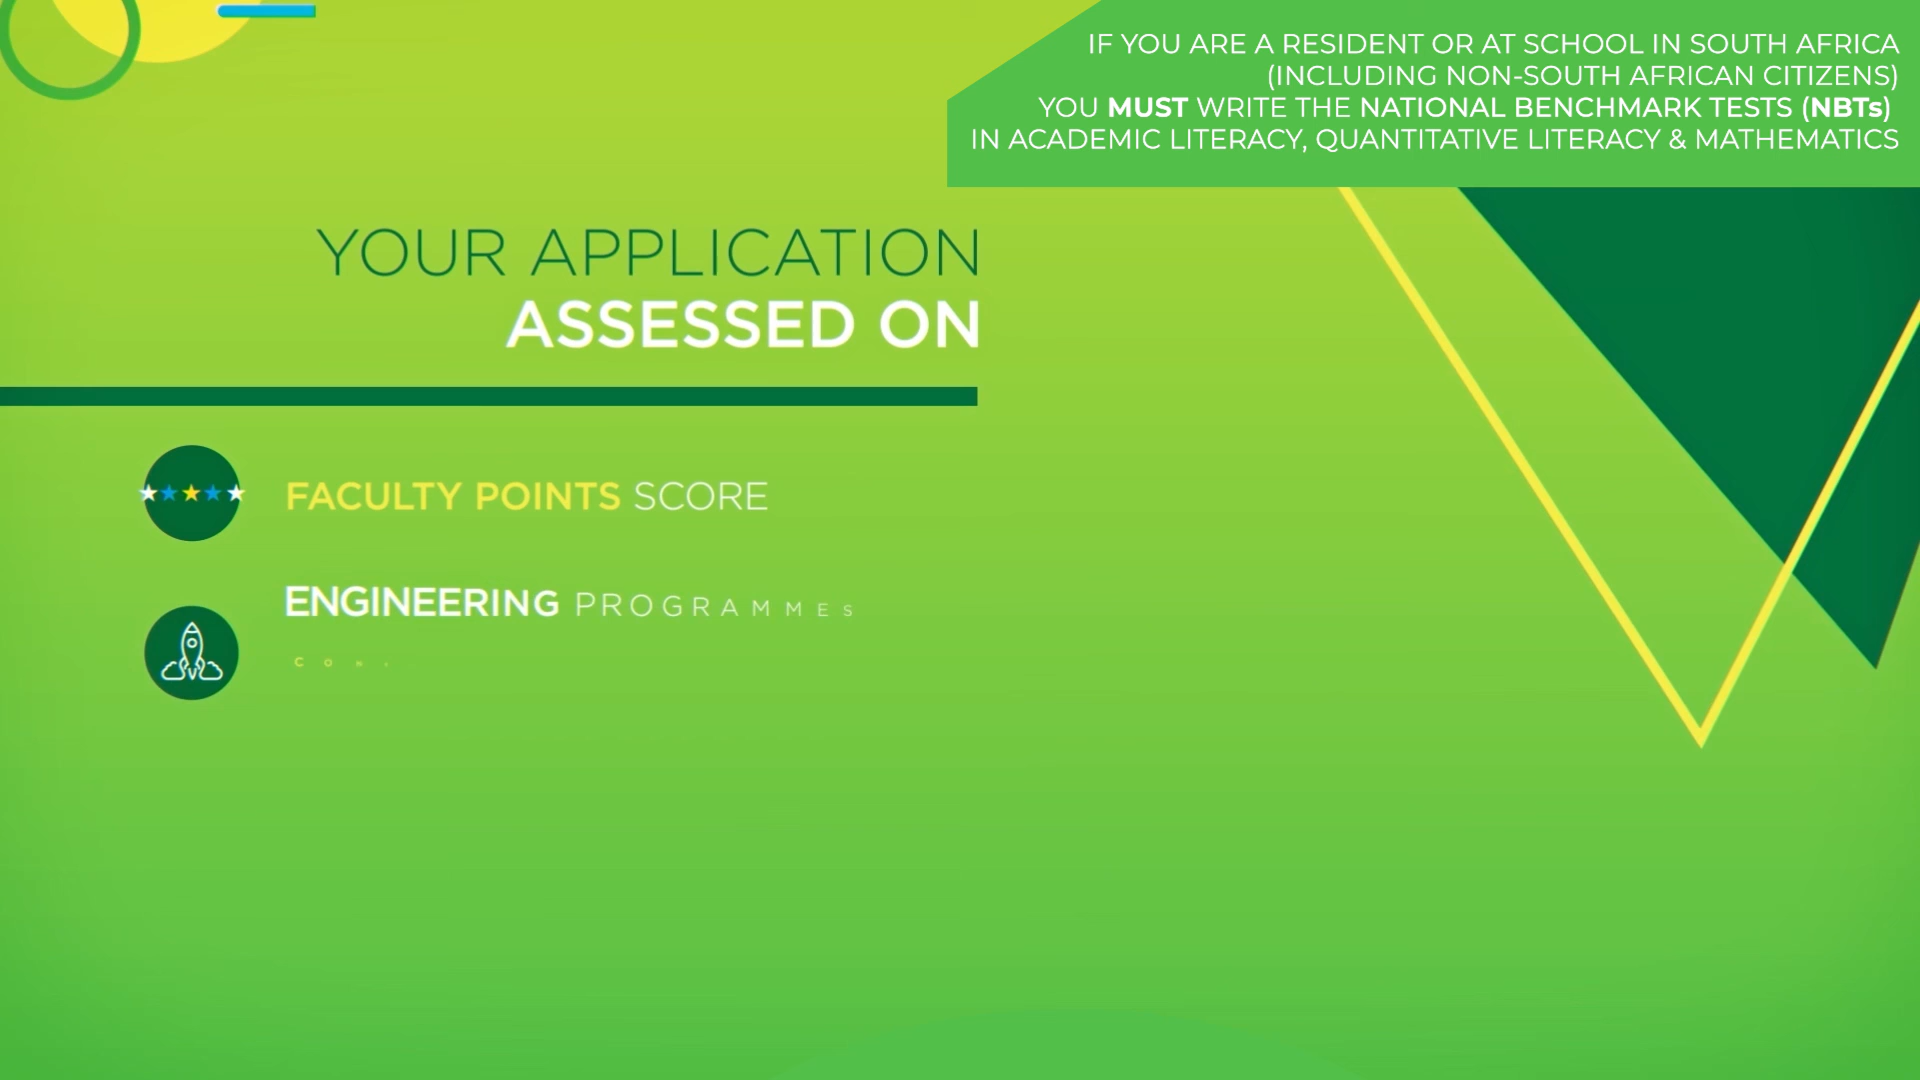 IF YOU ARE A RESIDENT OR AT SCHOOL IN SOUTH AFRICA
(INCLUDING NON-SOUTH AFRICAN CITIZENS)
YOU MUST WRITE THE NATIONAL BENCHMARK TESTS (NBTs)
IN ACADEMIC LITERACY, QUANTITATIVE LITERACY & MATHEMATICS
YOUR APPLICATION
ASSESSED ON
FACULTY POINTS SCORE
ENGINEERING PROGRAMMES